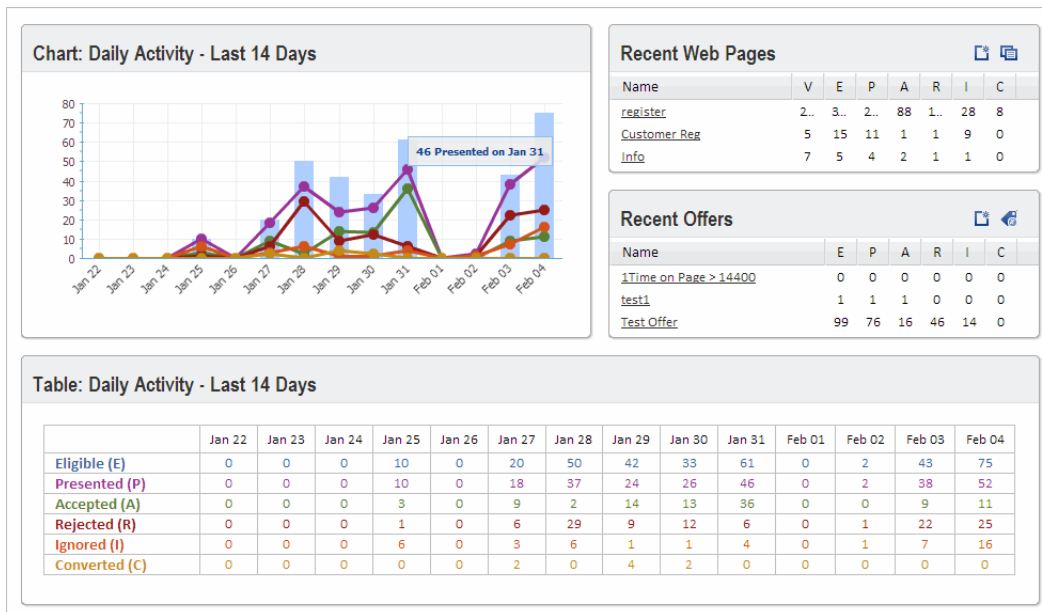 Chart: Daily Activity - Last 14 Days
80
70
60
50
40
30
20
10
0
46 Presented on Jan 31
Jan 22 Jan 23 Jan 24 Jan 25 Jan 26 Jan 27 Jan 28 Jan 29 Jan 30 Jan 31 Feb 01 Feb 02 Feb 03 Feb 04
Recent Web Pages
Name V E P A R I C
register 2.. 3... 2.. 88 1.. 28 8
Customer Reg 5 15 11 1 1 9 0
Info 7 5 4 2 1 1 0
Recent Offers
Name E P A R I C
1Time on Page > 14400 0 0 0 0 0 0
test1 1 1 1 0 0 0
Test Offer 99 76 16 46 14 0
Table: Daily Activity - Last 14 Days
Jan 22 Jan 23 Jan 24 Jan 25 Jan 26 Jan 27 Jan 28 Jan 29 Jan 30 Jan 31 Feb 01 Feb 02 Feb 03 Feb 04
Eligible (E) 0 0 0 10 0 20 50 42 33 61 0 2 43 75
Presented (P) 0 0 0 10 0 18 37 24 26 46 0 2 38 52
Accepted (A) 0 0 0 3 0 9 2 14 13 36 0 0 9 11
Rejected (R) 0 0 0 1 0 6 29 9 12 6 0 1 22 25
Ignored (I) 0 0 0 6 0 3 6 1 1 4 0 1 7 16
Converted (C) 0 0 0 0 0 2 0 4 2 0 0 0 0 0